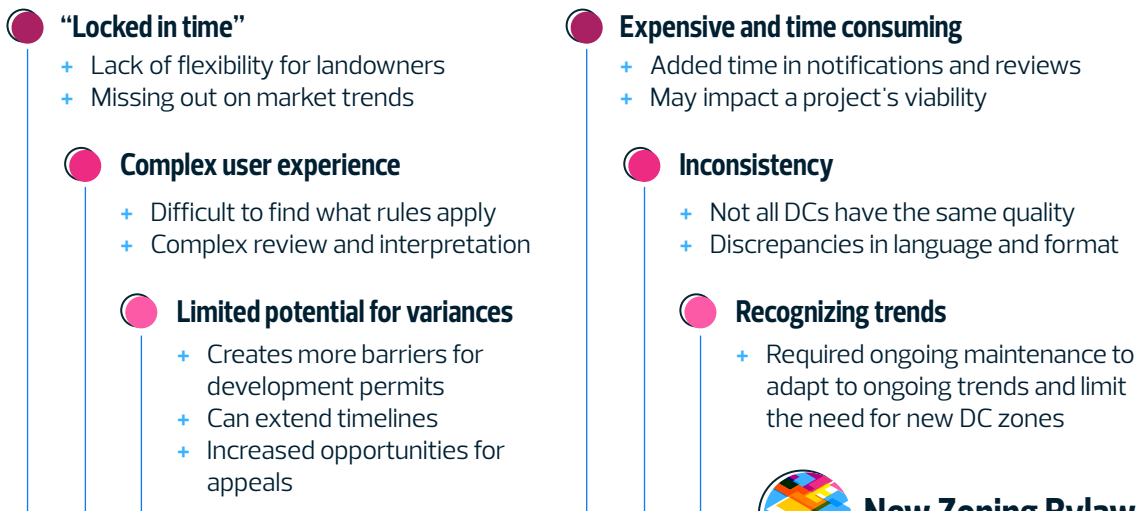 “Locked in time”
+ Lack of flexibility for landowners
+ Missing out on market trends
Complex user experience
+ Difficult to find what rules apply
+ Complex review and interpretation
Limited potential for variances
+ Creates more barriers for
development permits
+ Can extend timelines
+ Increased opportunities for
appeals
Expensive and time consuming
+ Added time in notifications and reviews
+ May impact a project's viability
Inconsistency
+ Not all DCs have the same quality
+ Discrepancies in language and format
Recognizing trends
+ Required ongoing maintenance to
adapt to ongoing trends and limit
the need for new DC zones
New Zoning Bylaw